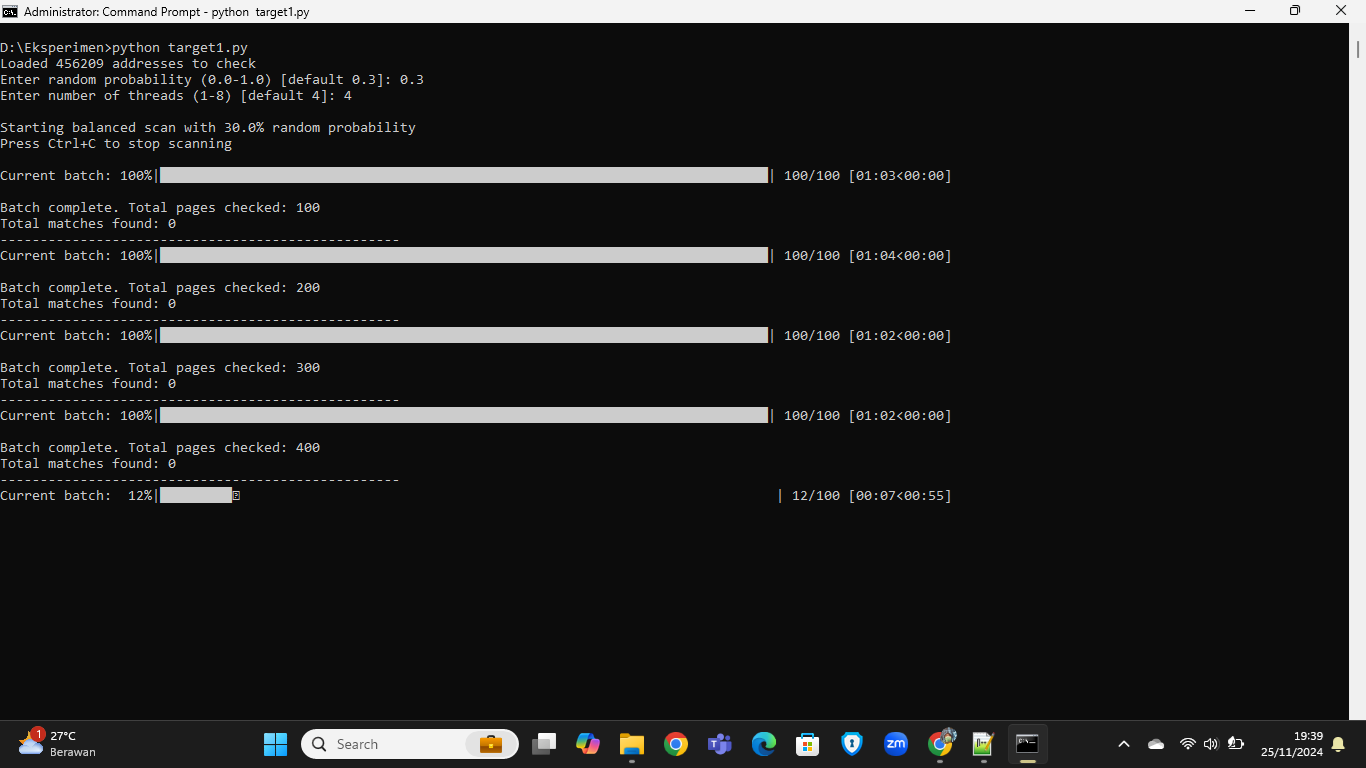 Administrator: Command Prompt - python target1.py
D:\Eksperimen>python target1.py
Loaded 456209 addresses to check
Enter random probability (0.0-1.0) [default 0.3]: 0.3
Enter number of threads (1-8) [default 4]: 4
Starting balanced scan with 30.0% random probability
Press Ctrl+C to stop scanning
Current batch: 100%| | 100/100 [01:03<00:00]
Batch complete. Total pages checked: 100
Total matches found: 0
--------------------------------------------------
Current batch: 100%| | 100/100 [01:04<00:00]
Batch complete. Total pages checked: 200
Total matches found: 0
--------------------------------------------------
Current batch: 100%| | 100/100 [01:02<00:00]
Batch complete. Total pages checked: 300
Total matches found: 0
--------------------------------------------------
Current batch: 100%| | 100/100 [01:02<00:00]
Batch complete. Total pages checked: 400
Total matches found: 0
--------------------------------------------------
Current batch: 12%| | 12/100 [00:07<00:55]
1
27°C
Berawan
Search
zm
19:39
25/11/2024